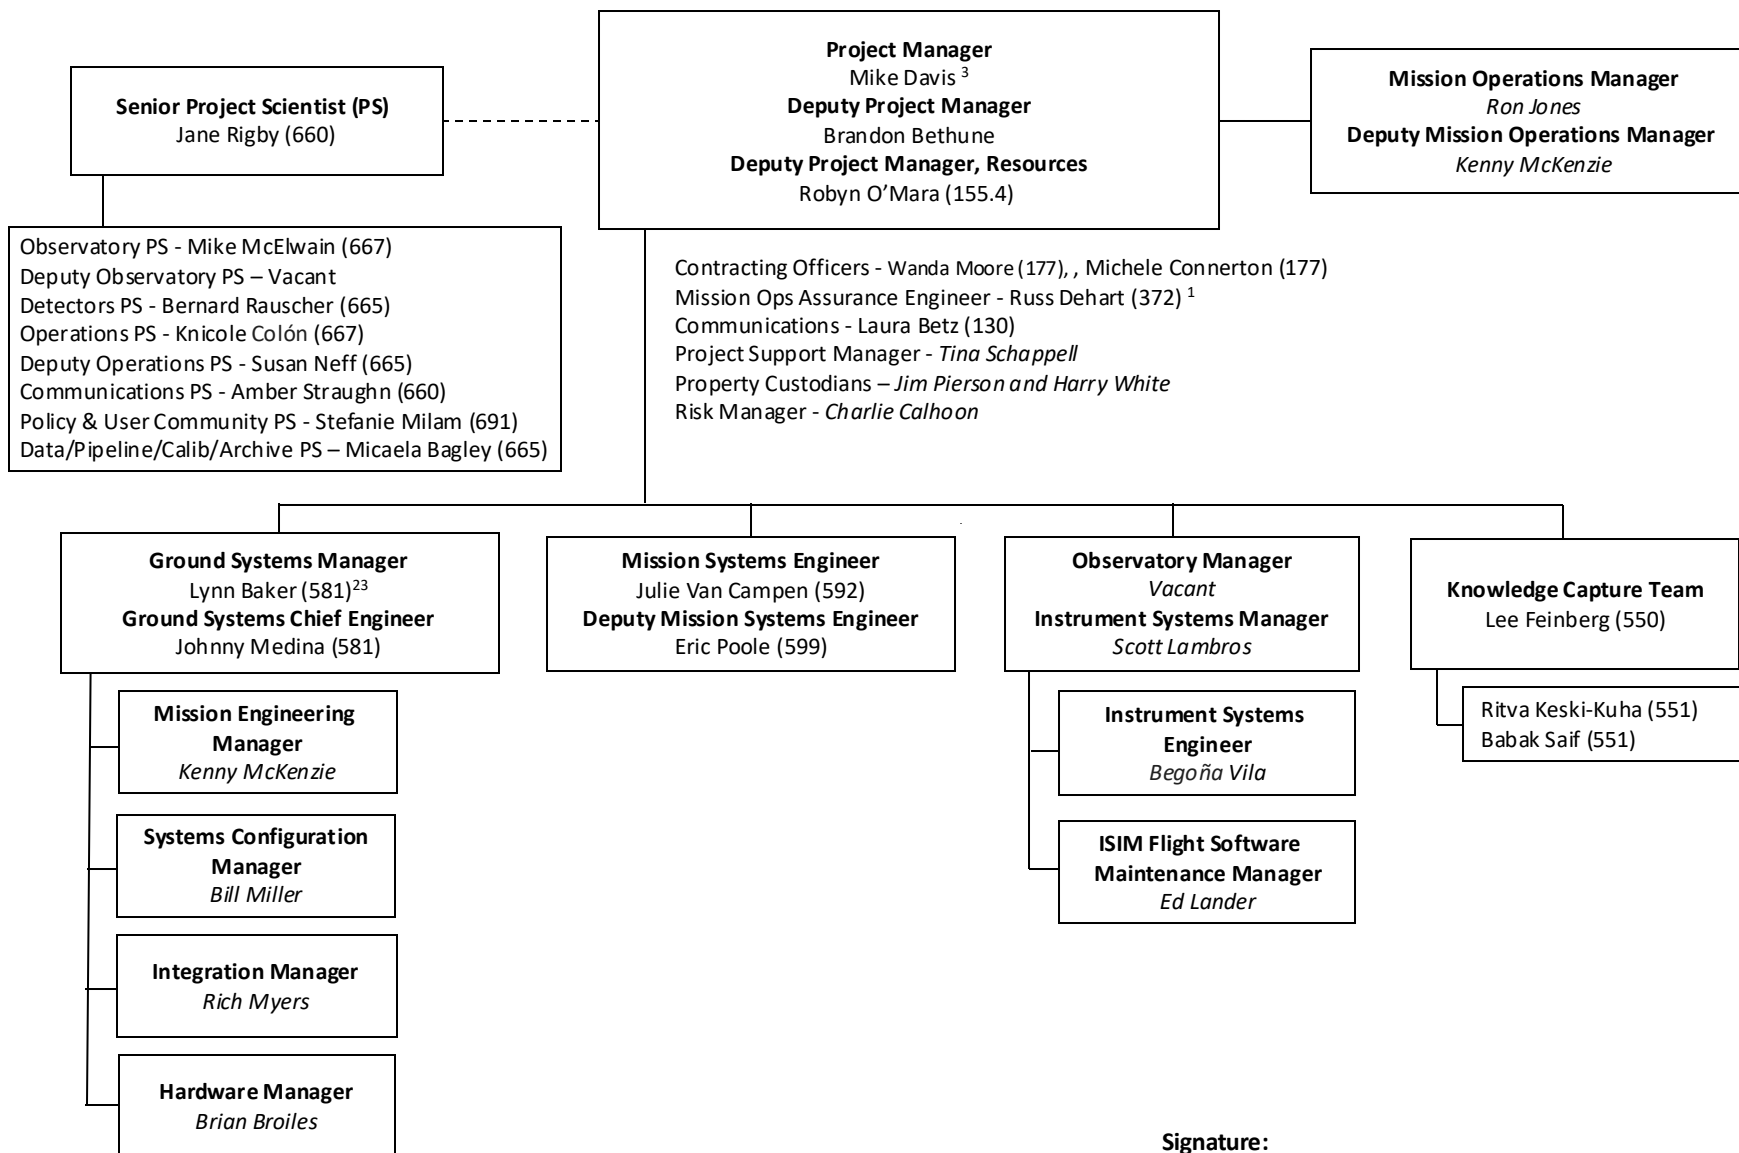 Project Manager
Mike Davis ³
Deputy Project Manager
Brandon Bethune
Deputy Project Manager, Resources
Robyn O’Mara (155.4)
Senior Project Scientist (PS)
Jane Rigby (660)
Mission Operations Manager
Ron Jones
Deputy Mission Operations Manager
Kenny McKenzie
Observatory PS - Mike McElwain (667)
Deputy Observatory PS – Vacant
Detectors PS - Bernard Rauscher (665)
Operations PS - Knicole Colón (667)
Deputy Operations PS - Susan Neff (665)
Communications PS - Amber Straughn (660)
Policy & User Community PS - Stefanie Milam (691)
Data/Pipeline/Calib/Archive PS – Micaela Bagley (665)
Contracting Officers - Wanda Moore (177), , Michele Connerton (177)
Mission Ops Assurance Engineer - Russ Dehart (372) ¹
Communications - Laura Betz (130)
Project Support Manager - Tina Schappell
Property Custodians – Jim Pierson and Harry White
Risk Manager - Charlie Calhoon
Ground Systems Manager
Lynn Baker (581)²³
Ground Systems Chief Engineer
Johnny Medina (581)
Mission Engineering
Manager
Kenny McKenzie
Systems Configuration
Manager
Bill Miller
Integration Manager
Rich Myers
Hardware Manager
Brian Broiles
Mission Systems Engineer
Julie Van Campen (592)
Deputy Mission Systems Engineer
Eric Poole (599)
Observatory Manager
Vacant
Instrument Systems Manager
Scott Lambros
Instrument Systems
Engineer
Begoña Vila
ISIM Flight Software
Maintenance Manager
Ed Lander
Knowledge Capture Team
Lee Feinberg (550)
Ritva Keski-Kuha (551)
Babak Saif (551)
Signature: